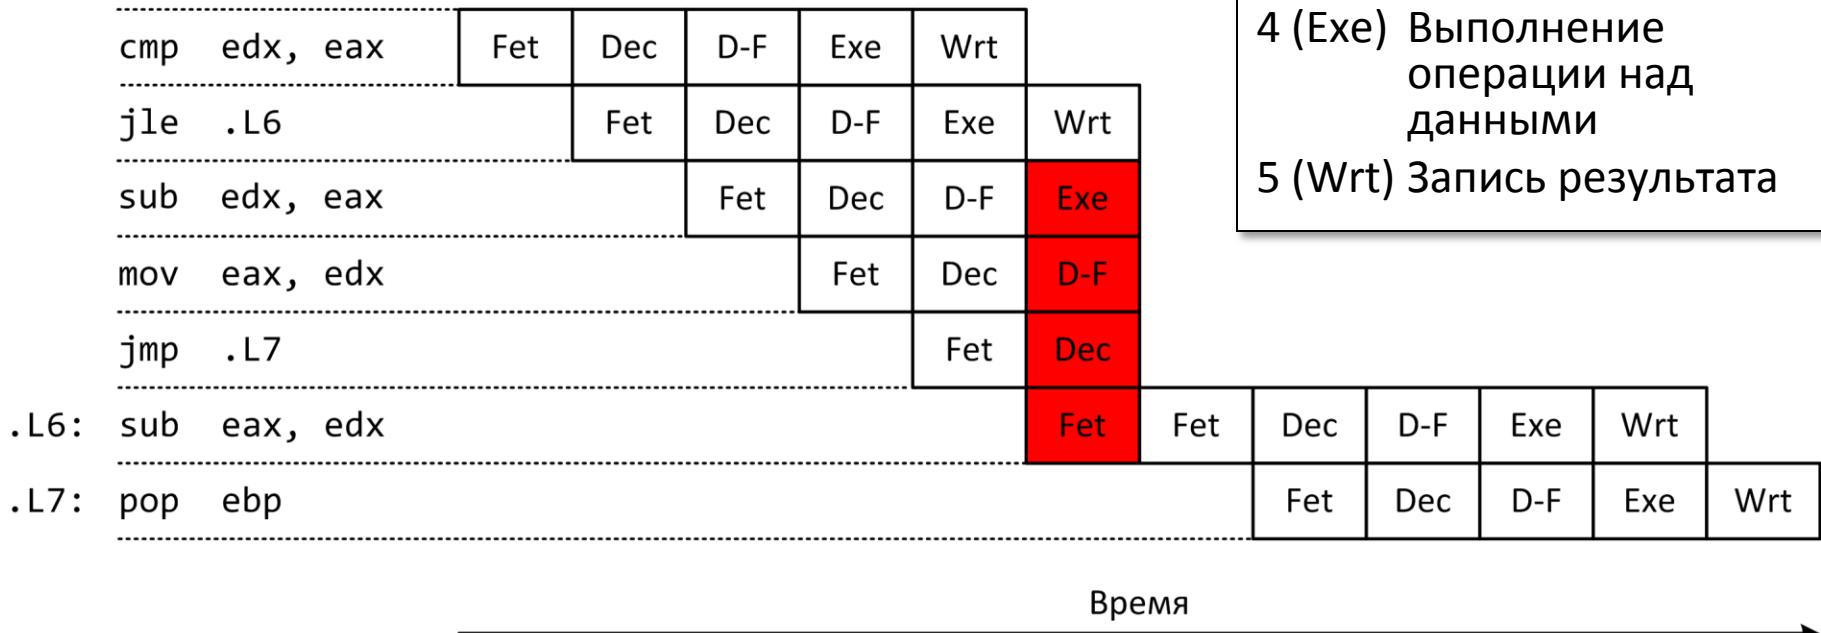 cmp edx, eax Fet Dec D-F Exe Wrt
jle .L6 Fet Dec D-F Exe Wrt
sub edx, eax Fet Dec D-F Exe
mov eax, edx Fet Dec D-F
jmp .L7 Fet Dec
.L6: sub eax, edx Fet Fet Dec D-F Exe Wrt
.L7: pop ebp Fet Dec D-F Exe Wrt
Время
4 (Exe) Выполнение
операции над
данными
5 (Wrt) Запись результата